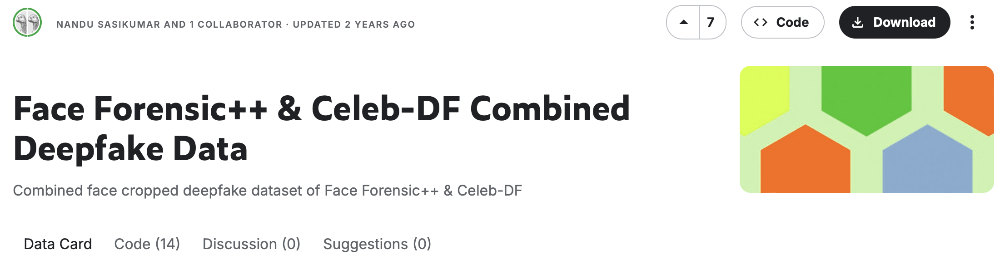 NANDU SASIKUMAR AND 1 COLLABORATOR · UPDATED 2 YEARS AGO
7
Code
Download
Face Forensic++ & Celeb-DF Combined
Deepfake Data
Combined face cropped deepfake dataset of Face Forensic++ & Celeb-DF
Data Card
Code (14)
Discussion (0)
Suggestions (0)